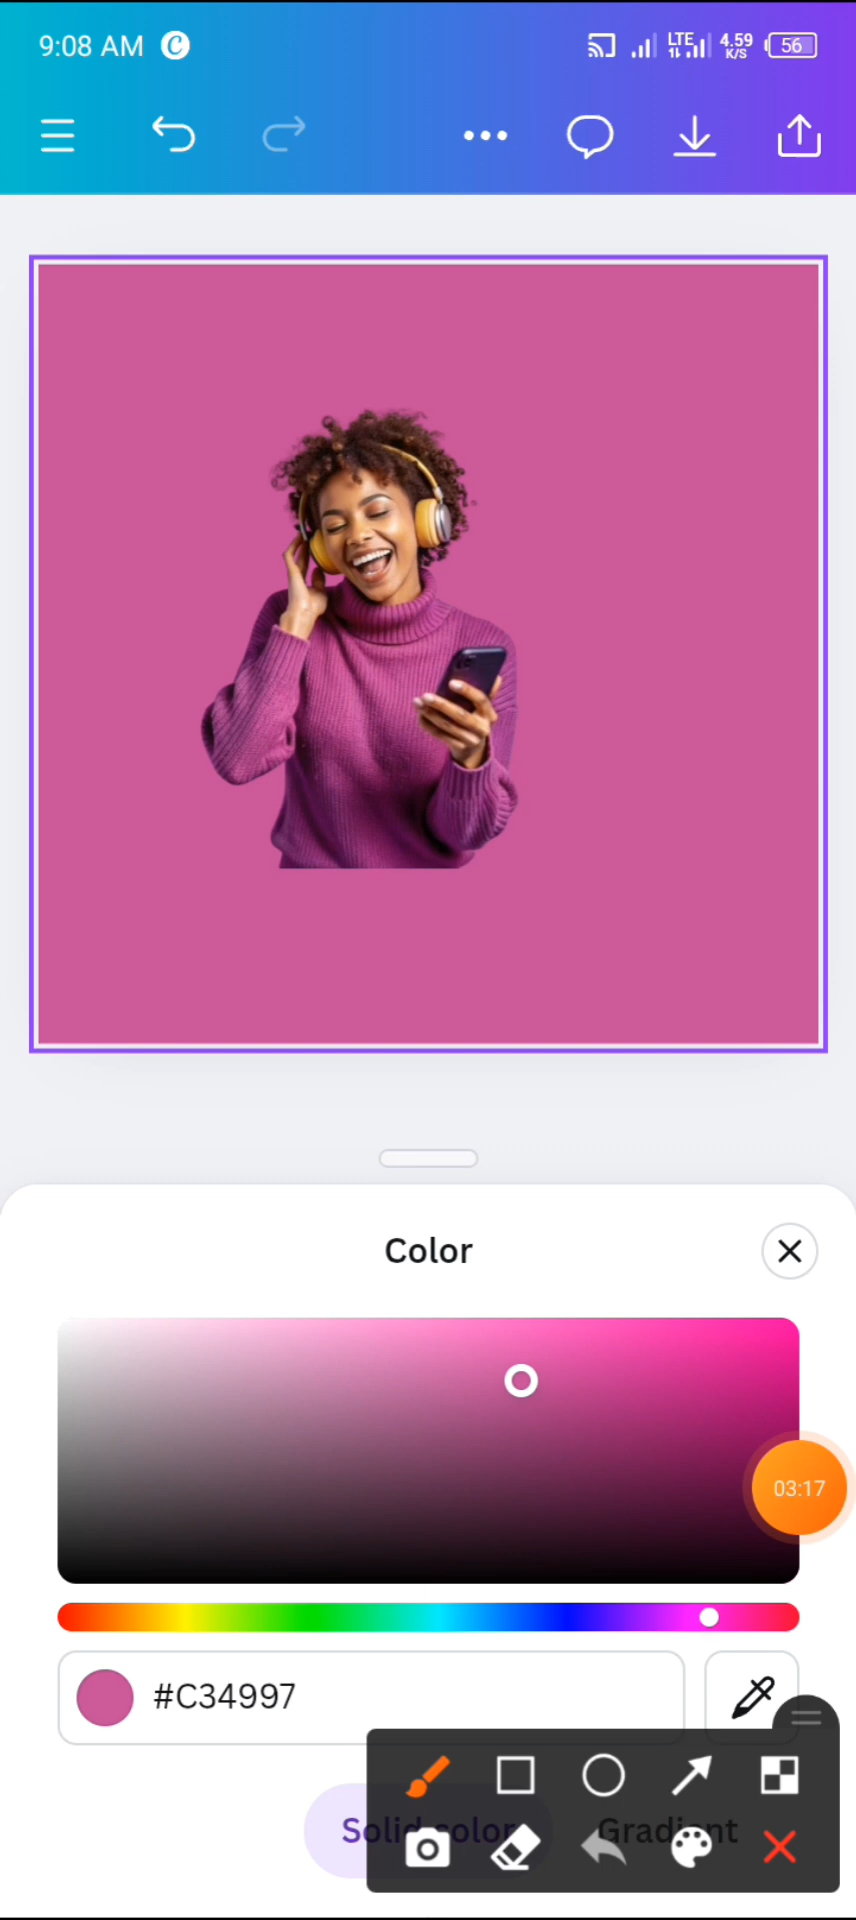 9:08 AM
LTE
4.59
K/S
56
Color
03:17
#C34997
Solid color
Gradient